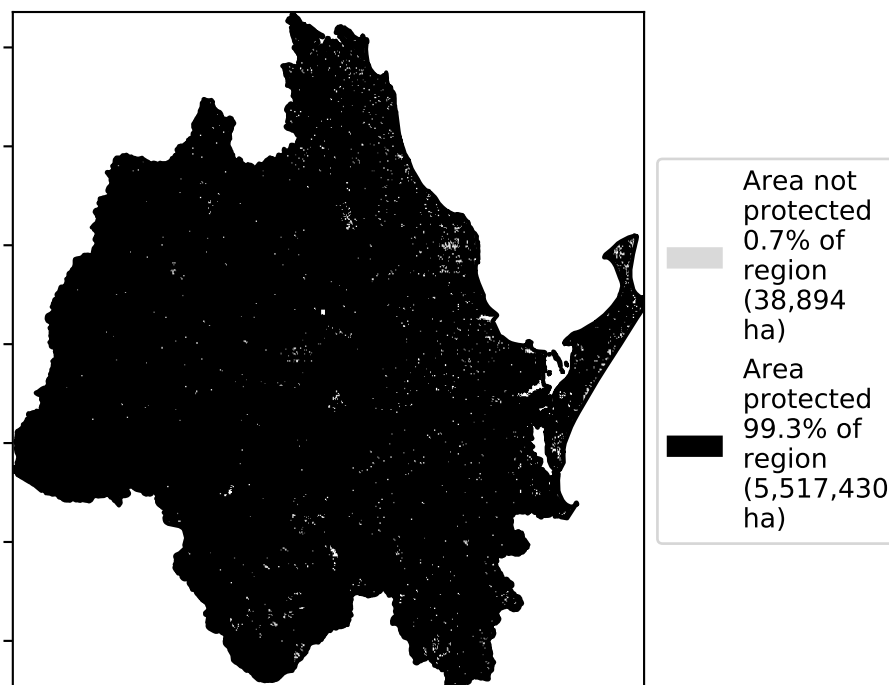 Area not
protected
0.7% of
region
(38,894
ha)
Area
protected
99.3% of
region
(5,517,430
ha)